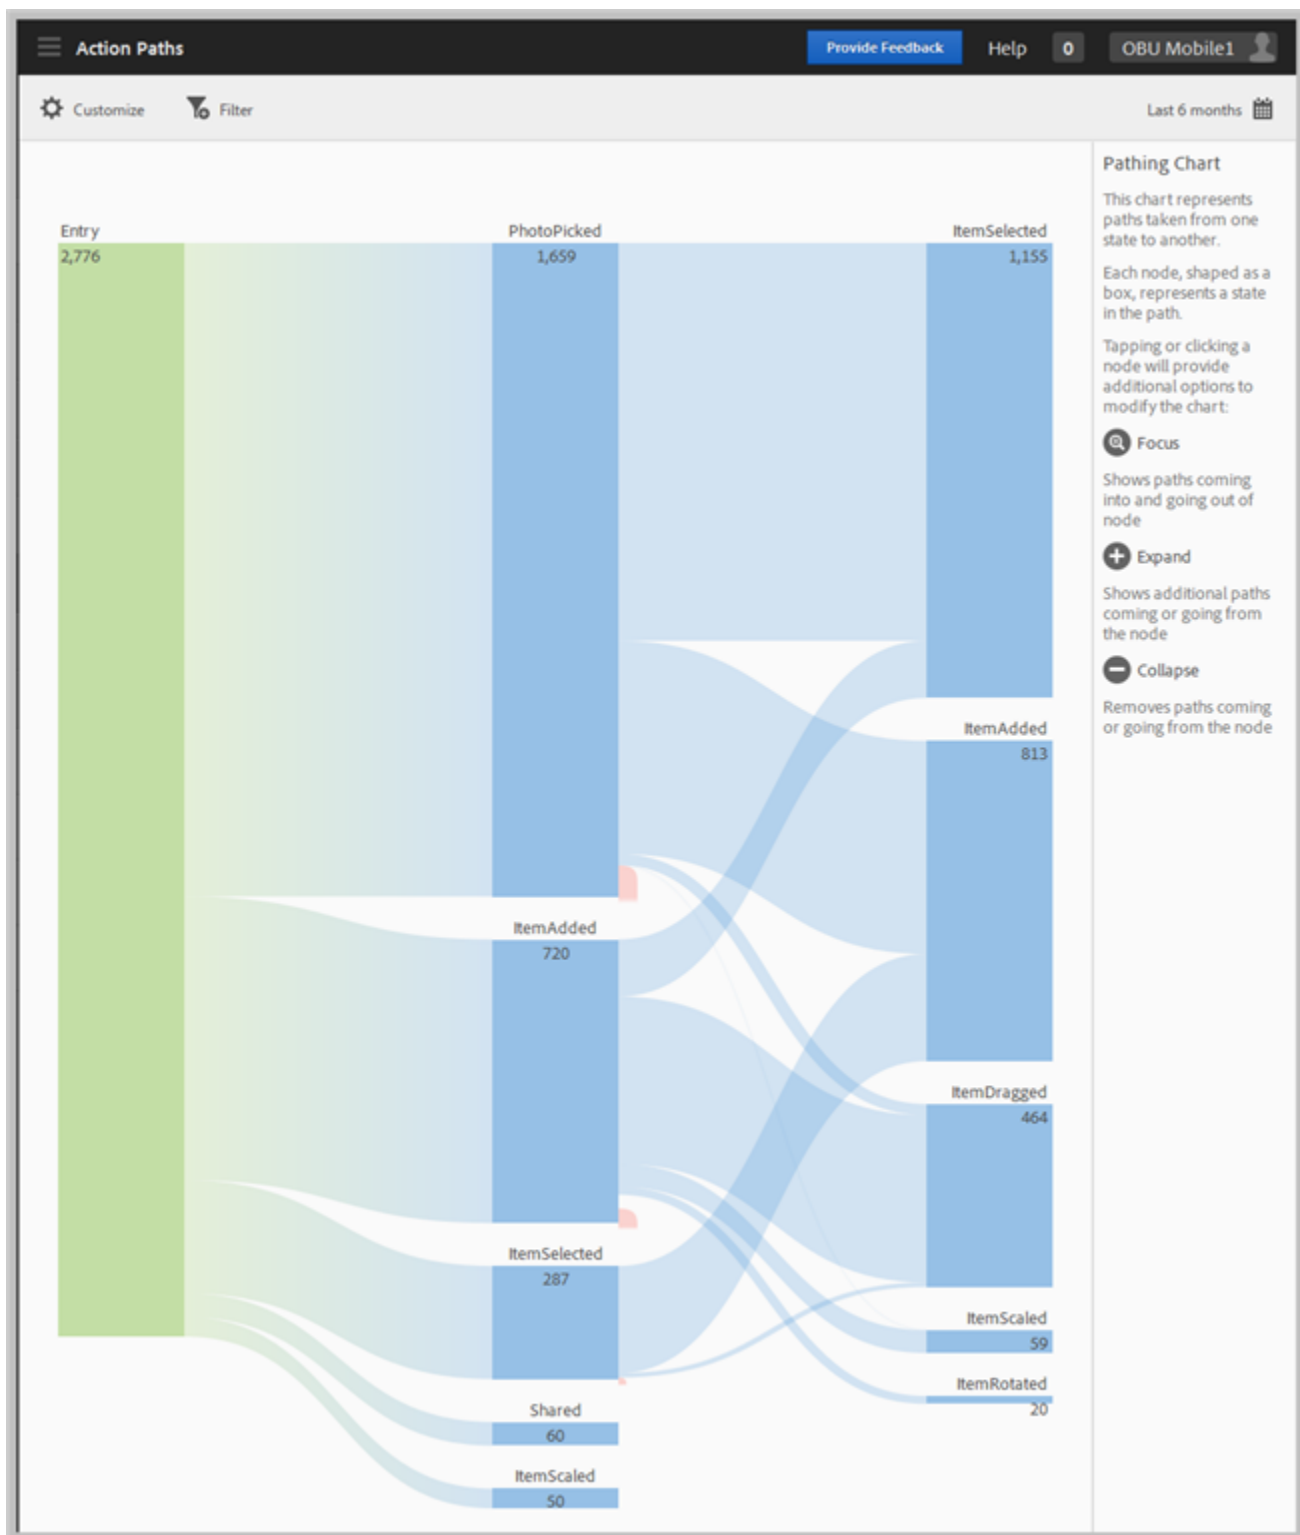 Action Paths
Provide Feedback
Help
0
OBU Mobile1
Customize
Filter
Last 6 months
Entry
2,776
PhotoPicked
1,659
ItemAdded
720
ItemSelected
287
Shared
60
ItemScaled
50
ItemSelected
1,155
ItemAdded
813
ItemDragged
464
ItemScaled
59
ItemRotated
20
Pathing Chart
This chart represents
paths taken from one
state to another.
Each node, shaped as a
box, represents a state
in the path.
Tapping or clicking a
node will provide
additional options to
modify the chart:
Focus
Shows paths coming
into and going out of
node
Expand
Shows additional paths
coming or going from
the node
Collapse
Removes paths coming
or going from the node